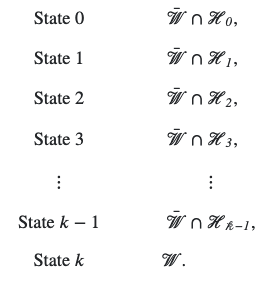 State 0 𝒲̄ ∩ ℋ₀,
State 1 𝒲̄ ∩ ℋ₁,
State 2 𝒲̄ ∩ ℋ₂,
State 3 𝒲̄ ∩ ℋ₃,
⋮ ⋮
State k − 1 𝒲̄ ∩ ℋₖ₋₁,
State k 𝒲.